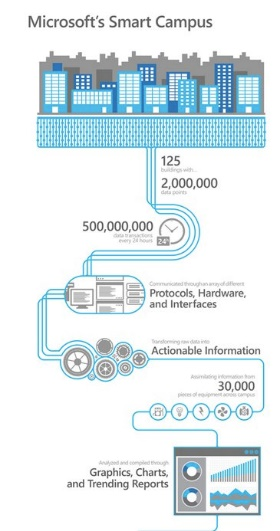 Microsoft's Smart Campus
125
buildings with...
2,000,000
data points
500,000,000
data transactions
every 24 hours
24
Communicated through an array of different
Protocols, Hardware,
and Interfaces
Transforming raw data into
Actionable Information
Assimilating information from
30,000
pieces of equipment across campus
Analyzed and compiled through
Graphics, Charts,
and Trending Reports